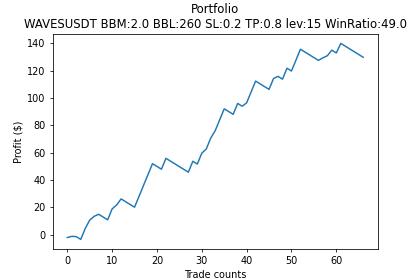 Portfolio
WAVESUSDT BBM:2.0 BBL:260 SL:0.2 TP:0.8 lev:15 WinRatio:49.0
140
120
100
80
60
40
20
0
Profit ($)
0 10 20 30 40 50 60
Trade counts